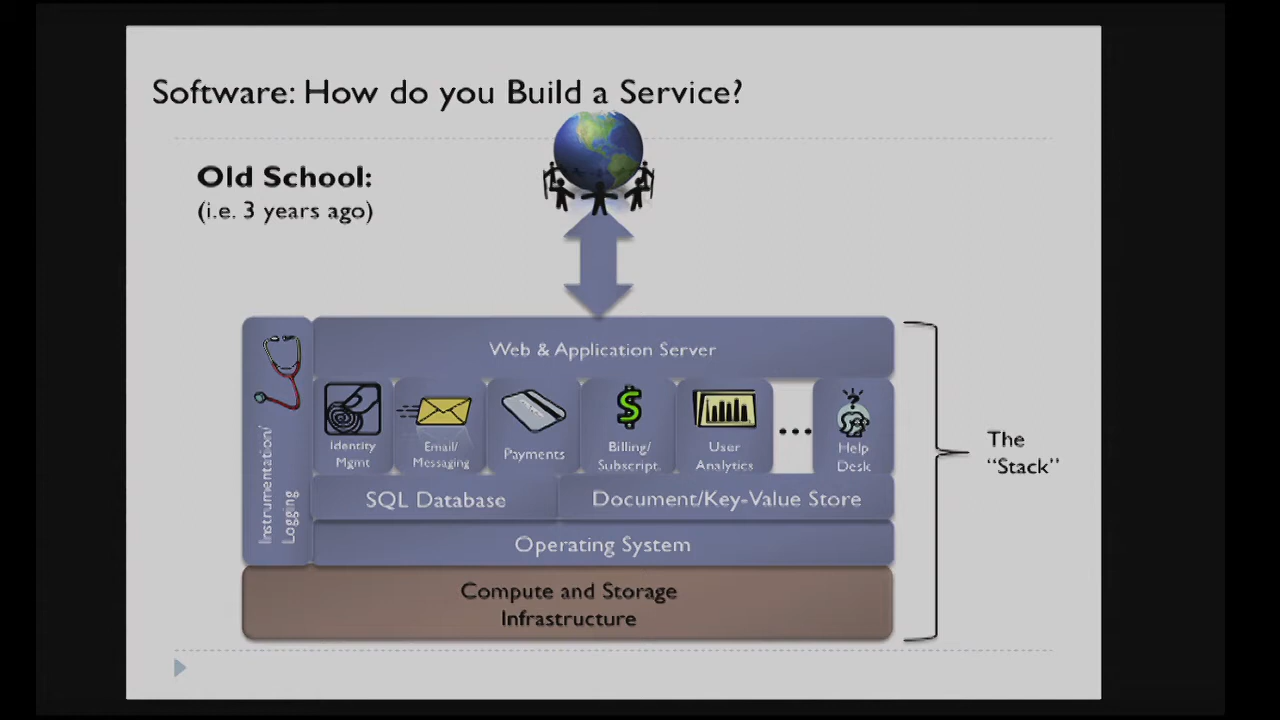 Software: How do you Build a Service?
Old School:
(i.e. 3 years ago)
Web & Application Server
Instrumentation/
Logging
Identity
Mgmt
Email/
Messaging
Payments
Billing/
Subscript.
User
Analytics
...
Help
Desk
SQL Database
Document/Key-Value Store
Operating System
Compute and Storage
Infrastructure
The
“Stack”